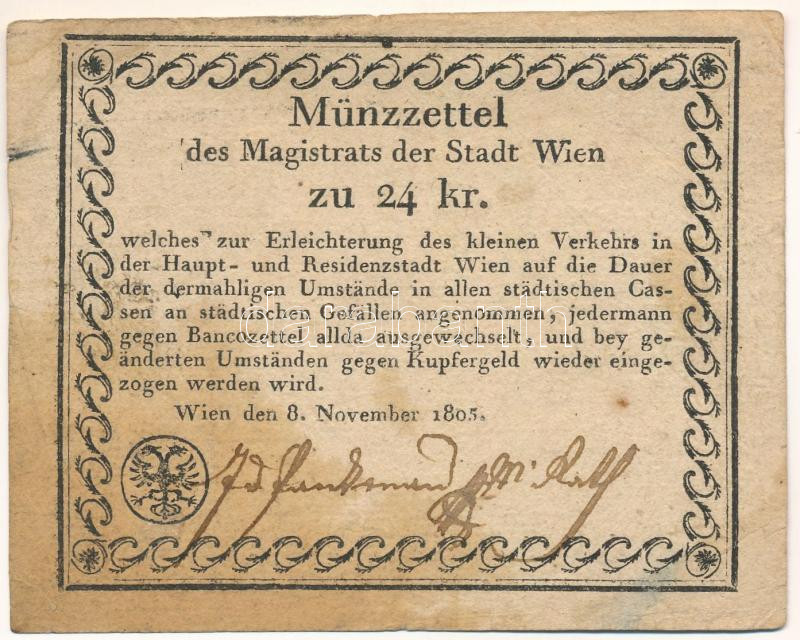 Münzzettel
des Magistrats der Stadt Wien
zu 24 kr.
welches zur Erleichterung des kleinen Verkehrs in
der Haupt- und Residenzstadt Wien auf die Dauer
der dermahligen Umstände in allen städtischen Cas-
sen an städtischen Gefällen angenommen, jedermann
gegen Bancozettel allda ausgewechselt, und bey ge-
änderten Umständen gegen Kupfergeld wieder einge-
zogen werden wird.
Wien den 8. November 1805.
Rath
darabanth